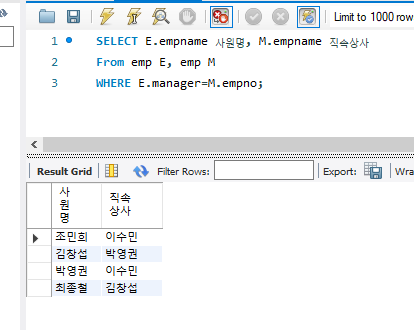 Limit to 1000 row
1 SELECT E.empname 사원명, M.empname 직속상사
2 From emp E, emp M
3 WHERE E.manager=M.empno;
Result Grid Filter Rows: Export: Wra
사원명 직속상사
조민희 이수민
김창섭 박영권
박영권 이수민
최종철 김창섭